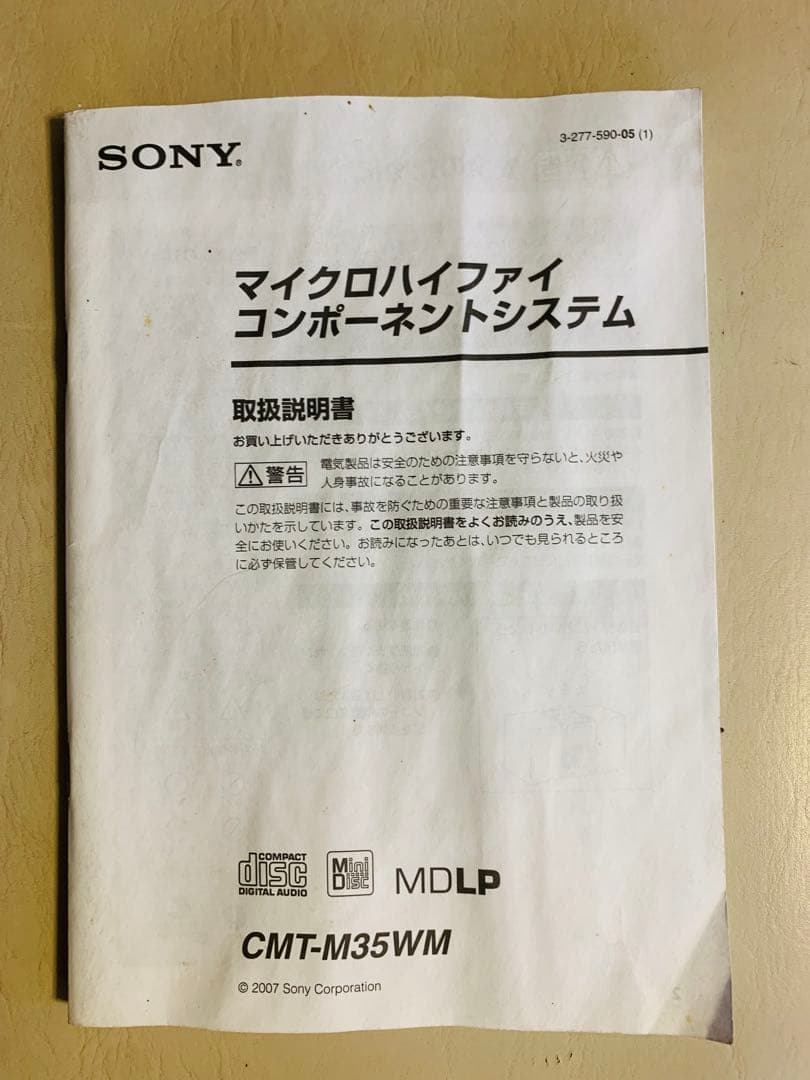 SONY®
3-277-590-05 (1)
マイクロハイファイ
コンポーネントシステム
取扱説明書
お買い上げいただきありがとうございます。
警告
電気製品は安全のための注意事項を守らないと、火災や
人身事故になることがあります。
この取扱説明書には、事故を防ぐための重要な注意事項と製品の取り扱
いかたを示しています。この取扱説明書をよくお読みのうえ、製品を安
全にお使いください。お読みになったあとは、いつでも見られるところ
に必ず保管してください。
COMPACT
disc
DIGITAL AUDIO
Mini
Disc
MDLP
CMT-M35WM
© 2007 Sony Corporation